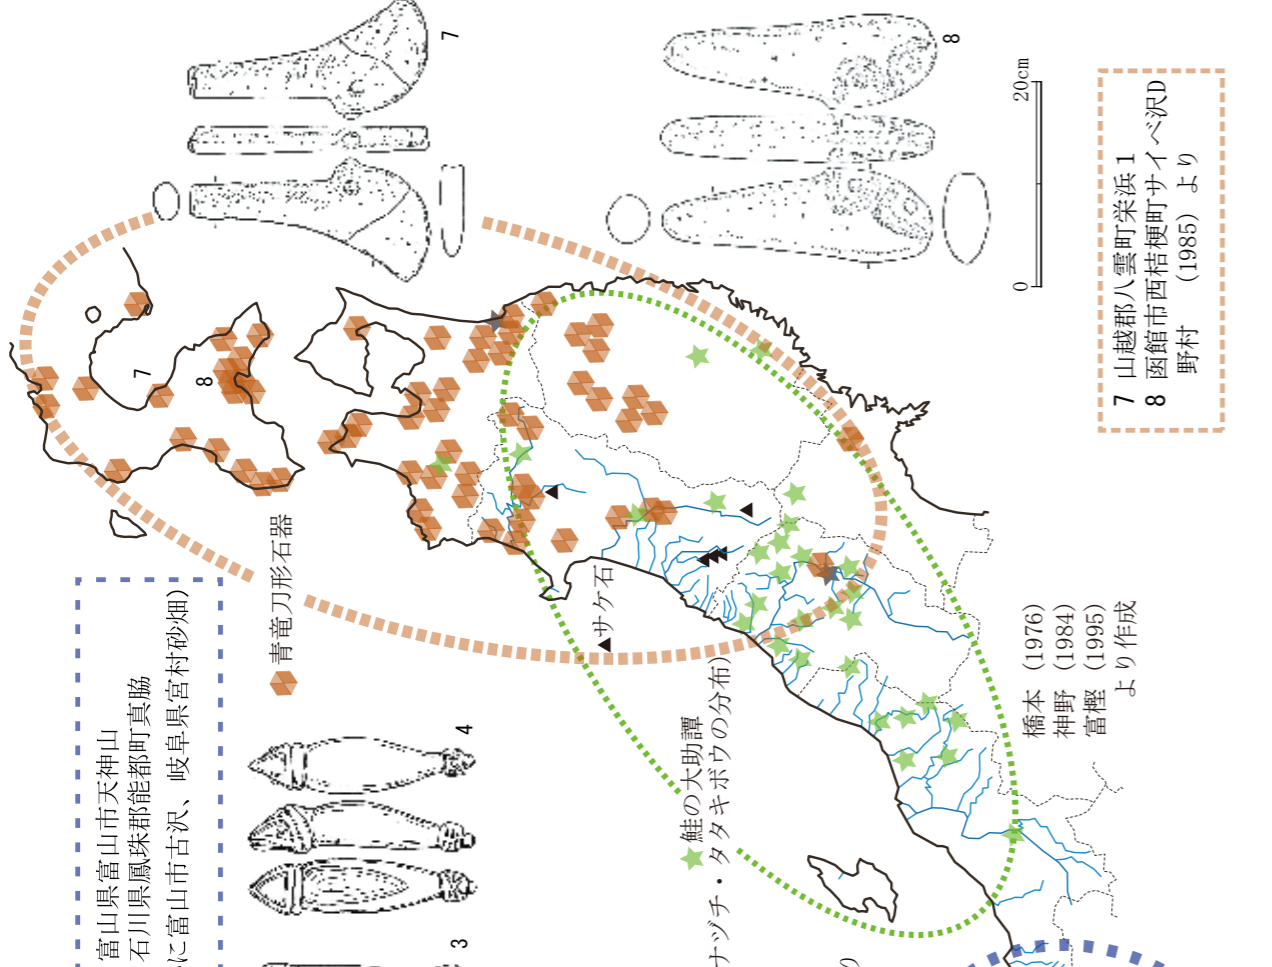 富山県富山市天神山
石川県鳳珠郡能都町真脇
に富山市古沢、岐阜県宮村砂畑)
3
4
青竜刀形石器
サケ石
鮭の大助譚
ナヅチ・タタキボウの分布)
7
8
7
8
0
20cm
橋本 (1976)
神野 (1984)
富樫 (1995)
より作成
7 山越郡八雲町栄浜1
8 函館市西桔梗町サイベ沢D
野村 (1985) より
の